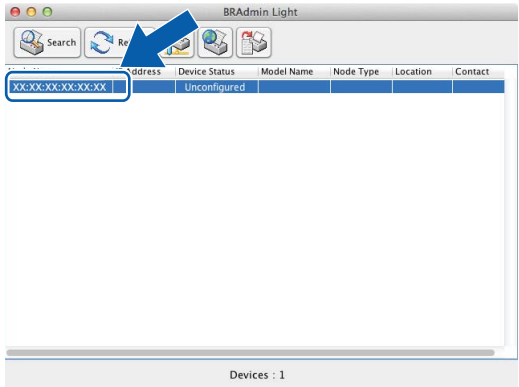 BRAdmin Light
Search
Address Device Status Model Name Node Type Location Contact
XX:XX:XX:XX:XX:XX Unconfigured
Devices : 1